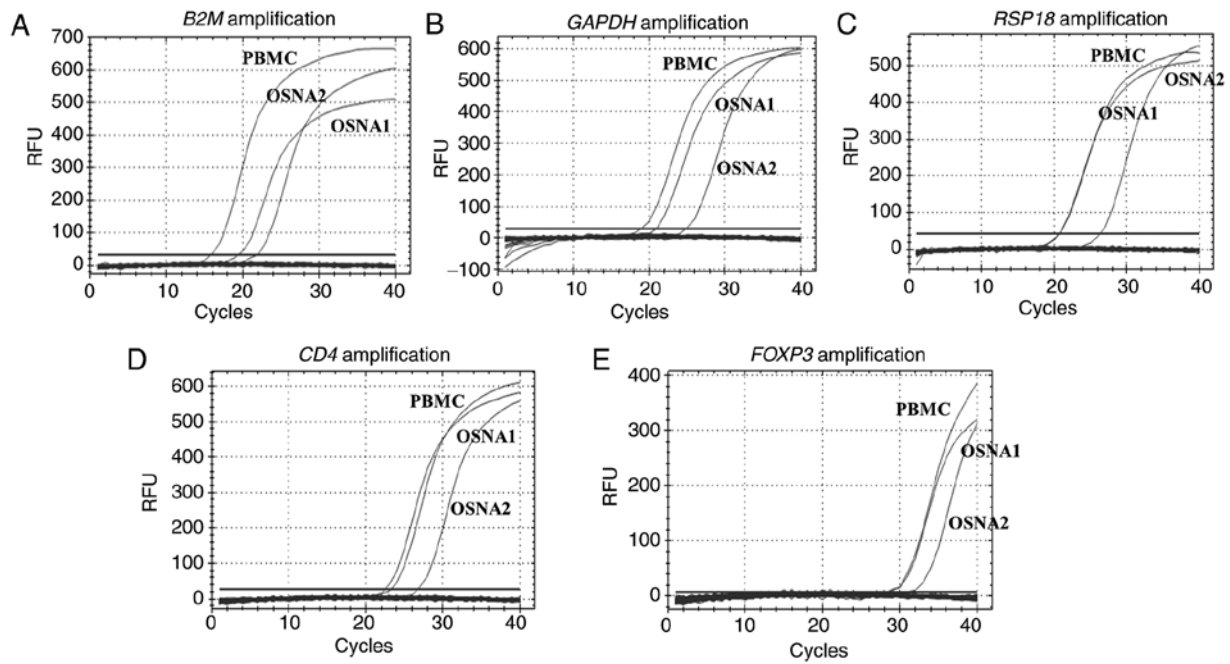 A
B2M amplification
700
600
500
400
300
200
100
0
RFU
PBMC
OSNA2
OSNA1
0 10 20 30 40
Cycles
B
GAPDH amplification
600
500
400
300
200
100
0
−100
RFU
PBMC
OSNA1
OSNA2
0 10 20 30 40
Cycles
C
RSP18 amplification
500
400
300
200
100
0
RFU
PBMC
OSNA2
OSNA1
0 10 20 30 40
Cycles
D
CD4 amplification
600
500
400
300
200
100
0
RFU
PBMC
OSNA1
OSNA2
0 10 20 30 40
Cycles
E
FOXP3 amplification
400
300
200
100
0
RFU
PBMC
OSNA1
OSNA2
0 10 20 30 40
Cycles